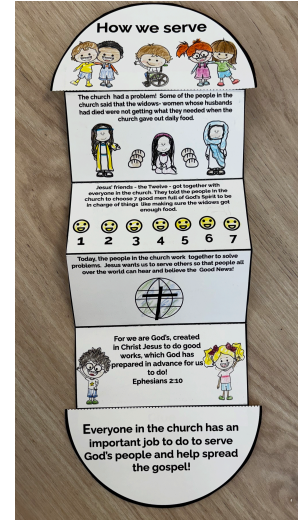 How we serve
The church had a problem! Some of the people in the
church said that the widows- women whose husbands
had died were not getting what they needed when the
church gave out daily food.
Jesus' friends - the Twelve - got together with
everyone in the church. They told the people in the
church to choose 7 good men full of God's Spirit to be
in charge of things like making sure the widows got
enough food.
1 2 3 4 5 6 7
Today, the people in the church work together to solve
problems. Jesus wants us to serve others so that people all
over the world can hear and believe the Good News!
For we are God's, created
in Christ Jesus to do good
works, which God has
prepared in advance for us
to do!
Ephesians 2:10
Everyone in the church has an
important job to do to serve
God's people and help spread
the gospel!